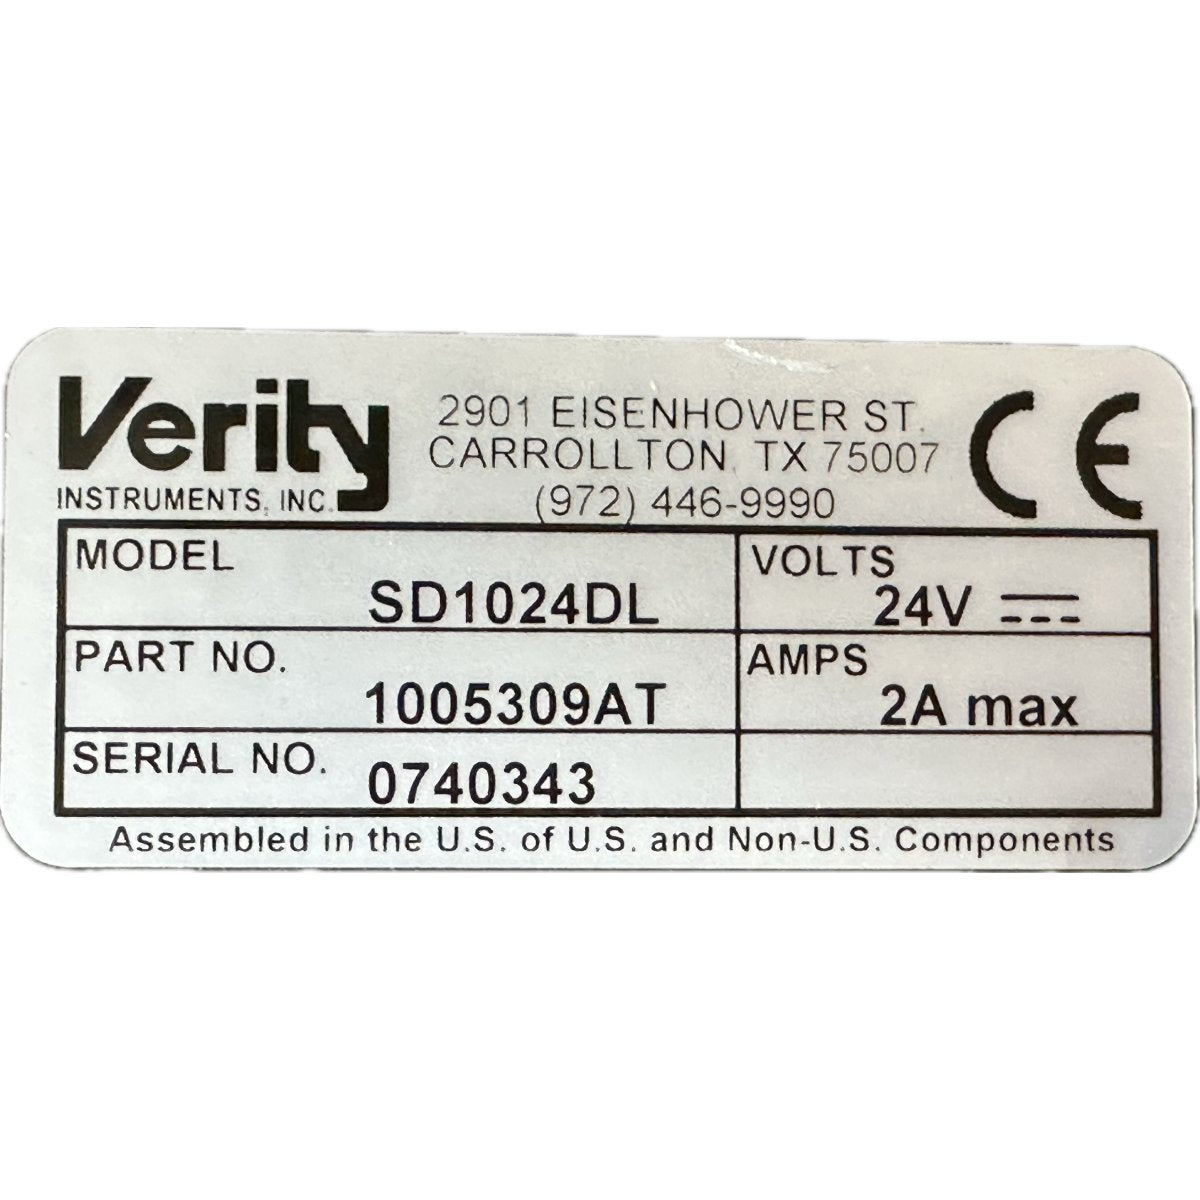 Verity
INSTRUMENTS, INC.
2901 EISENHOWER ST.
CARROLLTON, TX 75007
(972) 446-9990
CE
MODEL
SD1024DL
VOLTS
24V ⎓
PART NO.
1005309AT
AMPS
2A max
SERIAL NO.
0740343
Assembled in the U.S. of U.S. and Non-U.S. Components